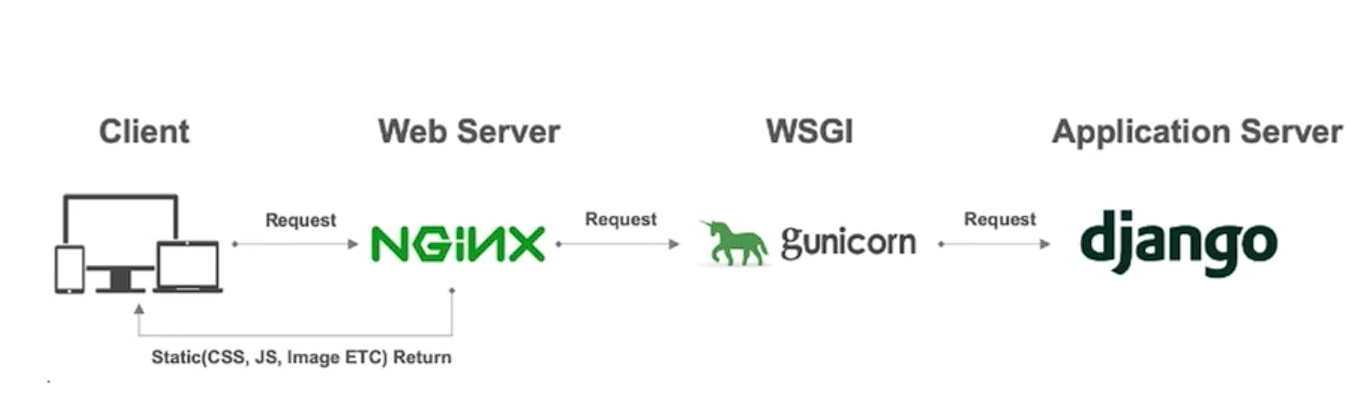 Client
Web Server
WSGI
Application Server
Request
NGiNX
Request
gunicorn
Request
django
Static(CSS, JS, Image ETC) Return